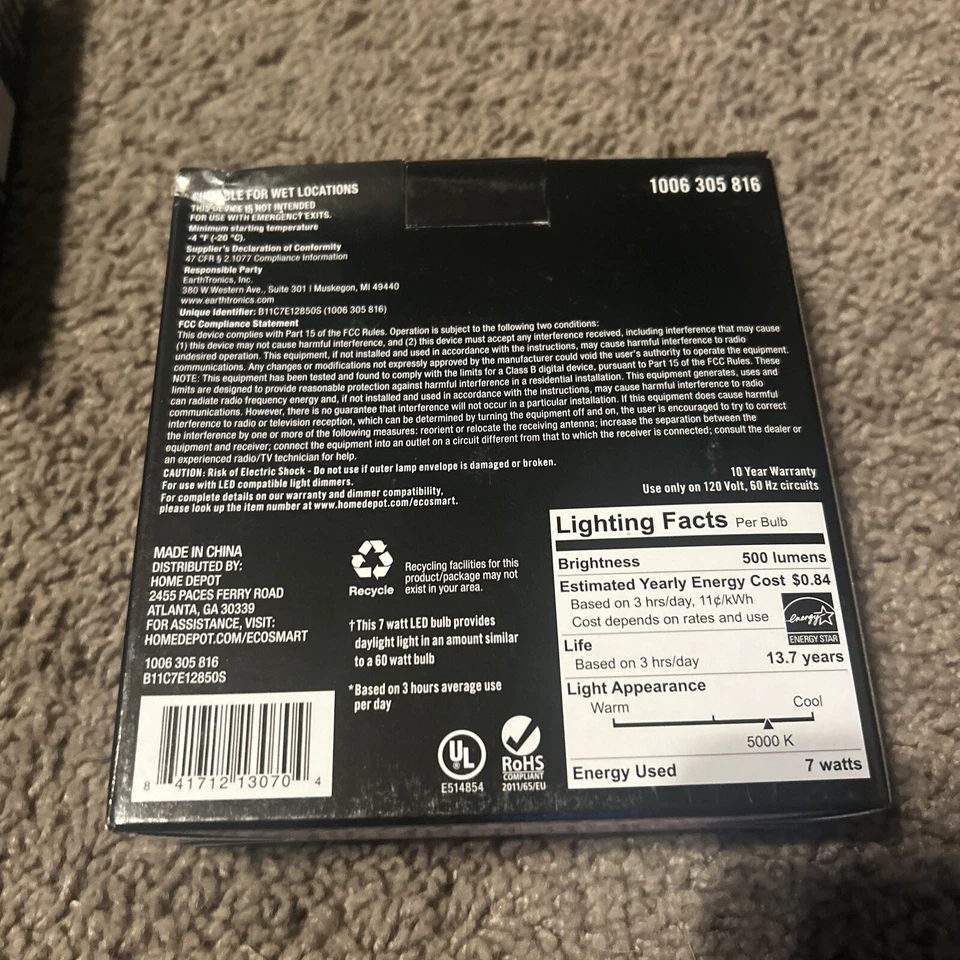 SUITABLE FOR WET LOCATIONS
THIS DEVICE IS NOT INTENDED
FOR USE WITH EMERGENCY EXITS.
Minimum starting temperature
-4 °F (-20 °C).
Supplier's Declaration of Conformity
47 CFR § 2.1077 Compliance Information
Responsible Party
EarthTronics, Inc.
380 W.Western Ave., Suite 301 | Muskegon, MI 49440
www.earthtronics.com
Unique Identifier: B11C7E12850S (1006 305 816)
FCC Compliance Statement
This device complies with Part 15 of the FCC Rules. Operation is subject to the following two conditions:
(1) this device may not cause harmful interference, and (2) this device must accept any interference received, including interference that may cause
undesired operation. This equipment, if not installed and used in accordance with the instructions, may cause harmful interference to radio
communications. Any changes or modifications not expressly approved by the manufacturer could void the user's authority to operate the equipment.
NOTE: This equipment has been tested and found to comply with the limits for a Class B digital device, pursuant to Part 15 of the FCC Rules. These
limits are designed to provide reasonable protection against harmful interference in a residential installation. This equipment generates, uses and
can radiate radio frequency energy and, if not installed and used in accordance with the instructions, may cause harmful interference to radio
communications. However, there is no guarantee that interference will not occur in a particular installation. If this equipment does cause harmful
interference to radio or television reception, which can be determined by turning the equipment off and on, the user is encouraged to try to correct
the interference by one or more of the following measures: reorient or relocate the receiving antenna; increase the separation between the
equipment and receiver; connect the equipment into an outlet on a circuit different from that to which the receiver is connected; consult the dealer or
an experienced radio/TV technician for help.
CAUTION: Risk of Electric Shock - Do not use if outer lamp envelope is damaged or broken.
For use with LED compatible light dimmers.
For complete details on our warranty and dimmer compatibility,
please look up the item number at www.homedepot.com/ecosmart.
1006 305 816
10 Year Warranty
Use only on 120 Volt, 60 Hz circuits
MADE IN CHINA
DISTRIBUTED BY:
HOME DEPOT
2455 PACES FERRY ROAD
ATLANTA, GA 30339
FOR ASSISTANCE, VISIT:
HOMEDEPOT.COM/ECOSMART
1006 305 816
B11C7E12850S
8 41712 13070 4
Recycle
Recycling facilities for this
product/package may not
exist in your area.
†This 7 watt LED bulb provides
daylight light in an amount similar
to a 60 watt bulb
*Based on 3 hours average use
per day
UL
E514854
RoHS
COMPLIANT
2011/65/EU
Lighting Facts Per Bulb
Brightness 500 lumens
Estimated Yearly Energy Cost $0.84
Based on 3 hrs/day, 11¢/kWh
Cost depends on rates and use
energy
ENERGY STAR
Life
Based on 3 hrs/day 13.7 years
Light Appearance
Warm Cool
5000 K
Energy Used 7 watts